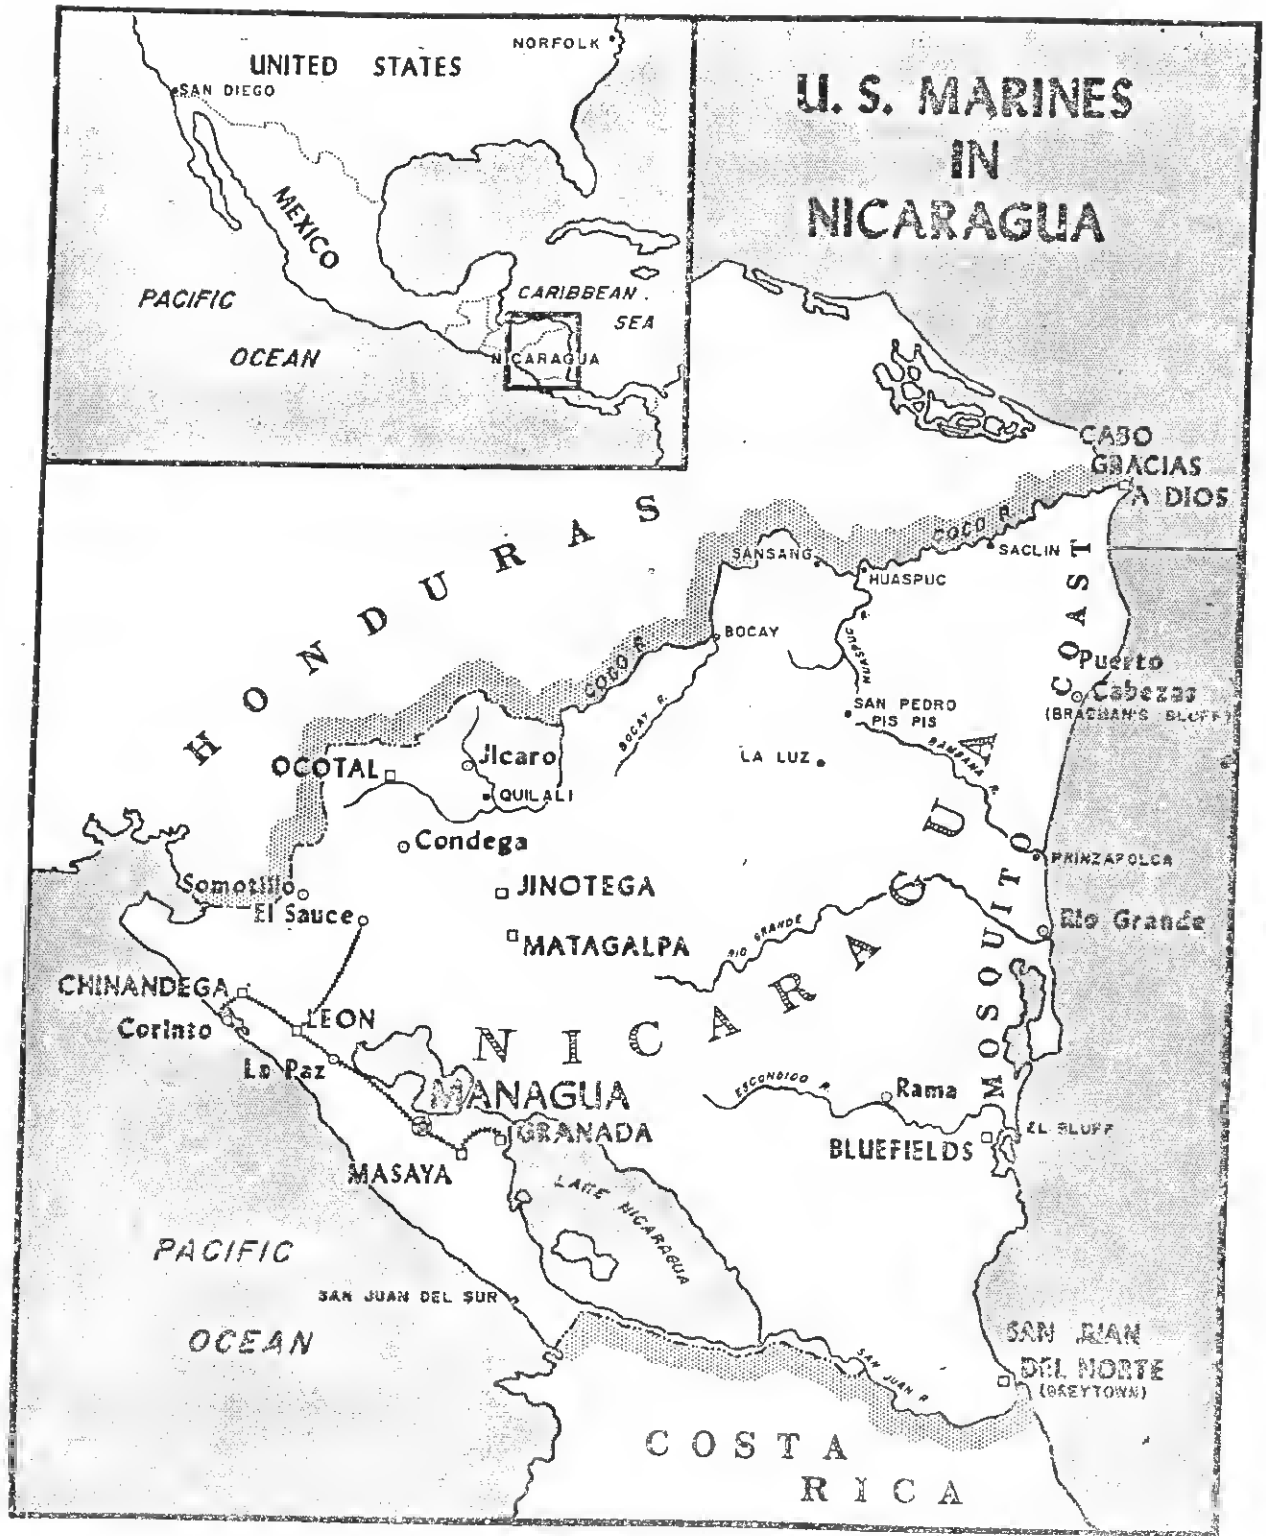 NORFOLK
UNITED STATES
SAN DIEGO
MEXICO
PACIFIC
OCEAN
CARIBBEAN
SEA
NICARAGUA
U. S. MARINES
IN
NICARAGUA
CABO
GRACIAS
A DIOS
HONDURAS
COCO R.
SANSANG
SACLIN
HUASPUC
HUASPUC R.
BOCAY
COCO R.
BOCAY R.
MOSQUITO COAST
Puerto
Cabezas
(BRAGMAN'S BLUFF)
SAN PEDRO
PIS PIS
BAMBANA R.
LA LUZ
OCOTAL
Jicaro
QUILALI
Condega
PRINZAPOLCA
Somotillo
El Sauce
JINOTEGA
MATAGALPA
RIO GRANDE
Rio Grande
CHINANDEGA
Corinto
LEON
La Paz
NICARAGUA
MANAGUA
GRANADA
MASAYA
ESCONDIDO R.
Rama
BLUEFIELDS
EL BLUFF
LAKE NICARAGUA
PACIFIC
OCEAN
SAN JUAN DEL SUR
SAN JUAN R.
SAN JUAN
DEL NORTE
(GREYTOWN)
COSTA
RICA